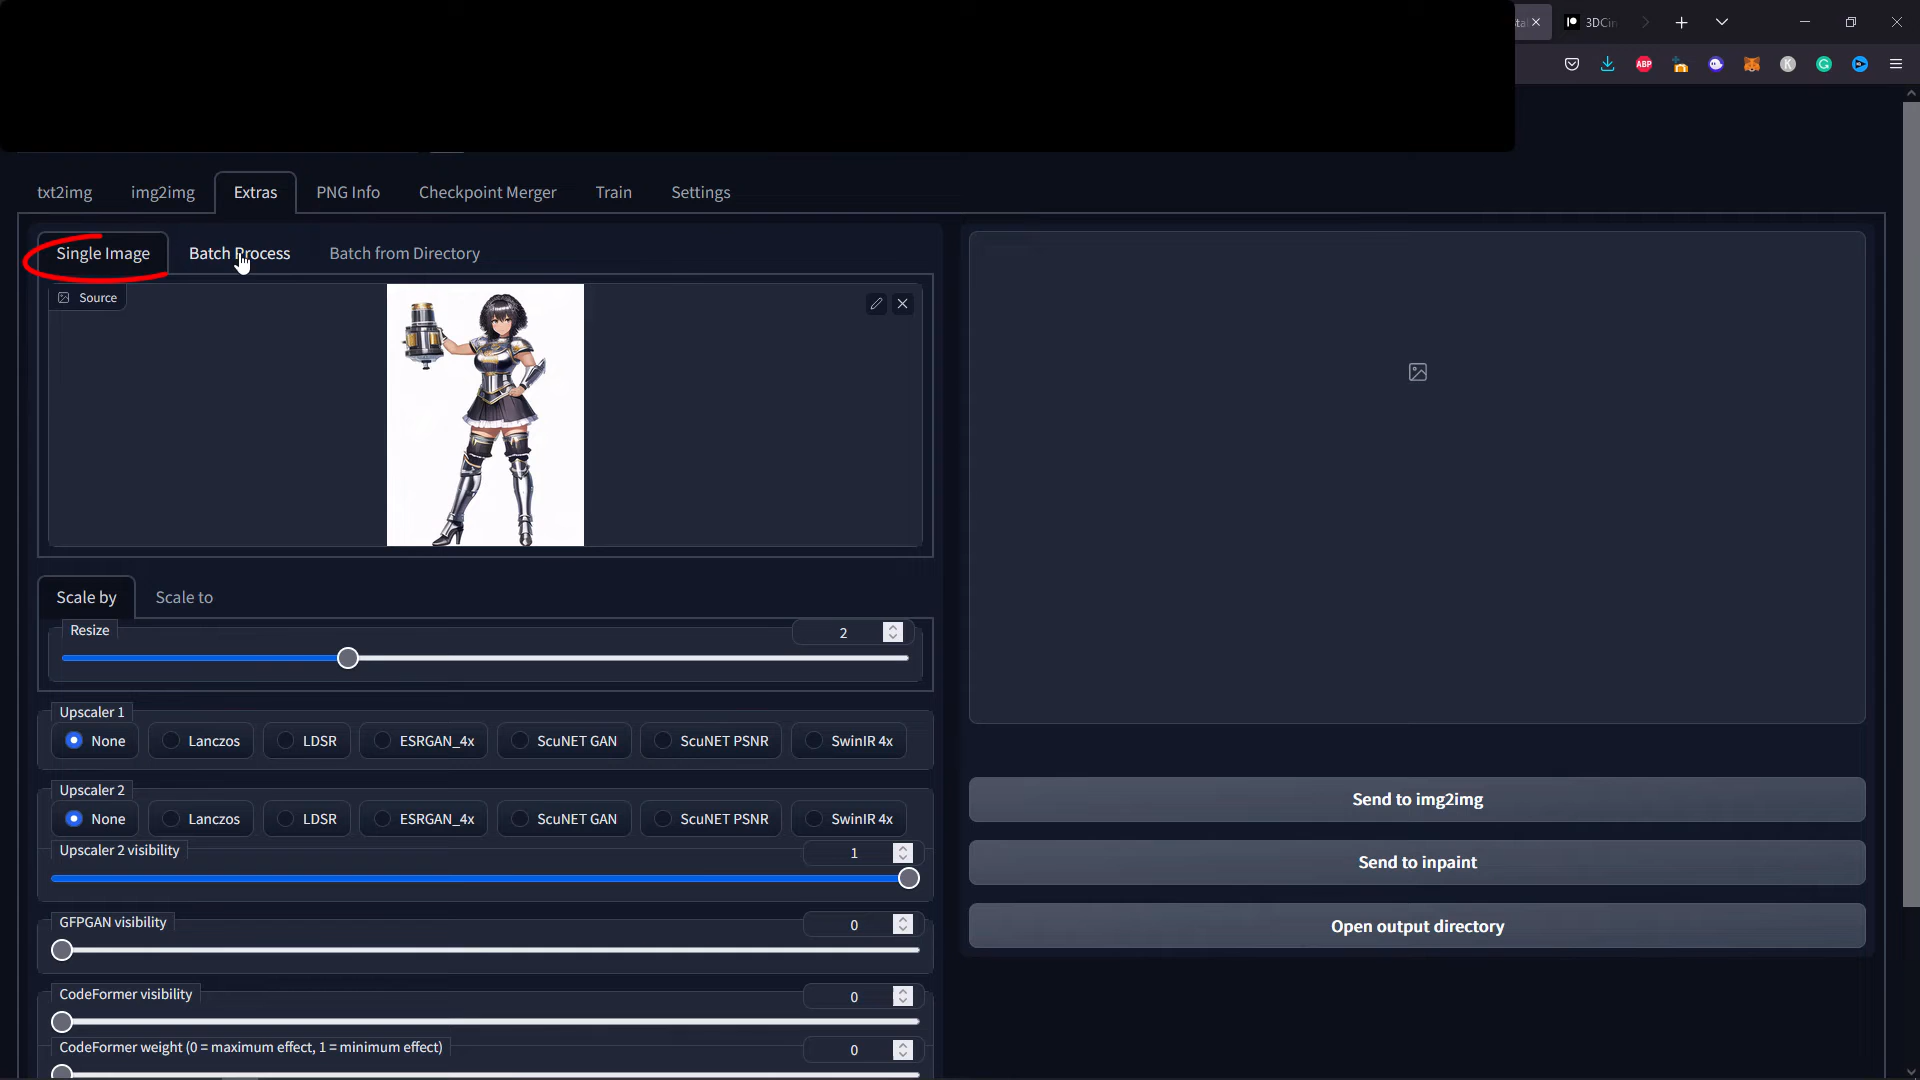 3DCin
ABP
K
txt2img img2img Extras PNG Info Checkpoint Merger Train Settings
Single Image Batch Process Batch from Directory
Source
Scale by Scale to
Resize 2
Upscaler 1
None Lanczos LDSR ESRGAN_4x ScuNET GAN ScuNET PSNR SwinIR 4x
Upscaler 2
None Lanczos LDSR ESRGAN_4x ScuNET GAN ScuNET PSNR SwinIR 4x
Upscaler 2 visibility 1
GFPGAN visibility 0
CodeFormer visibility 0
CodeFormer weight (0 = maximum effect, 1 = minimum effect) 0
Send to img2img
Send to inpaint
Open output directory